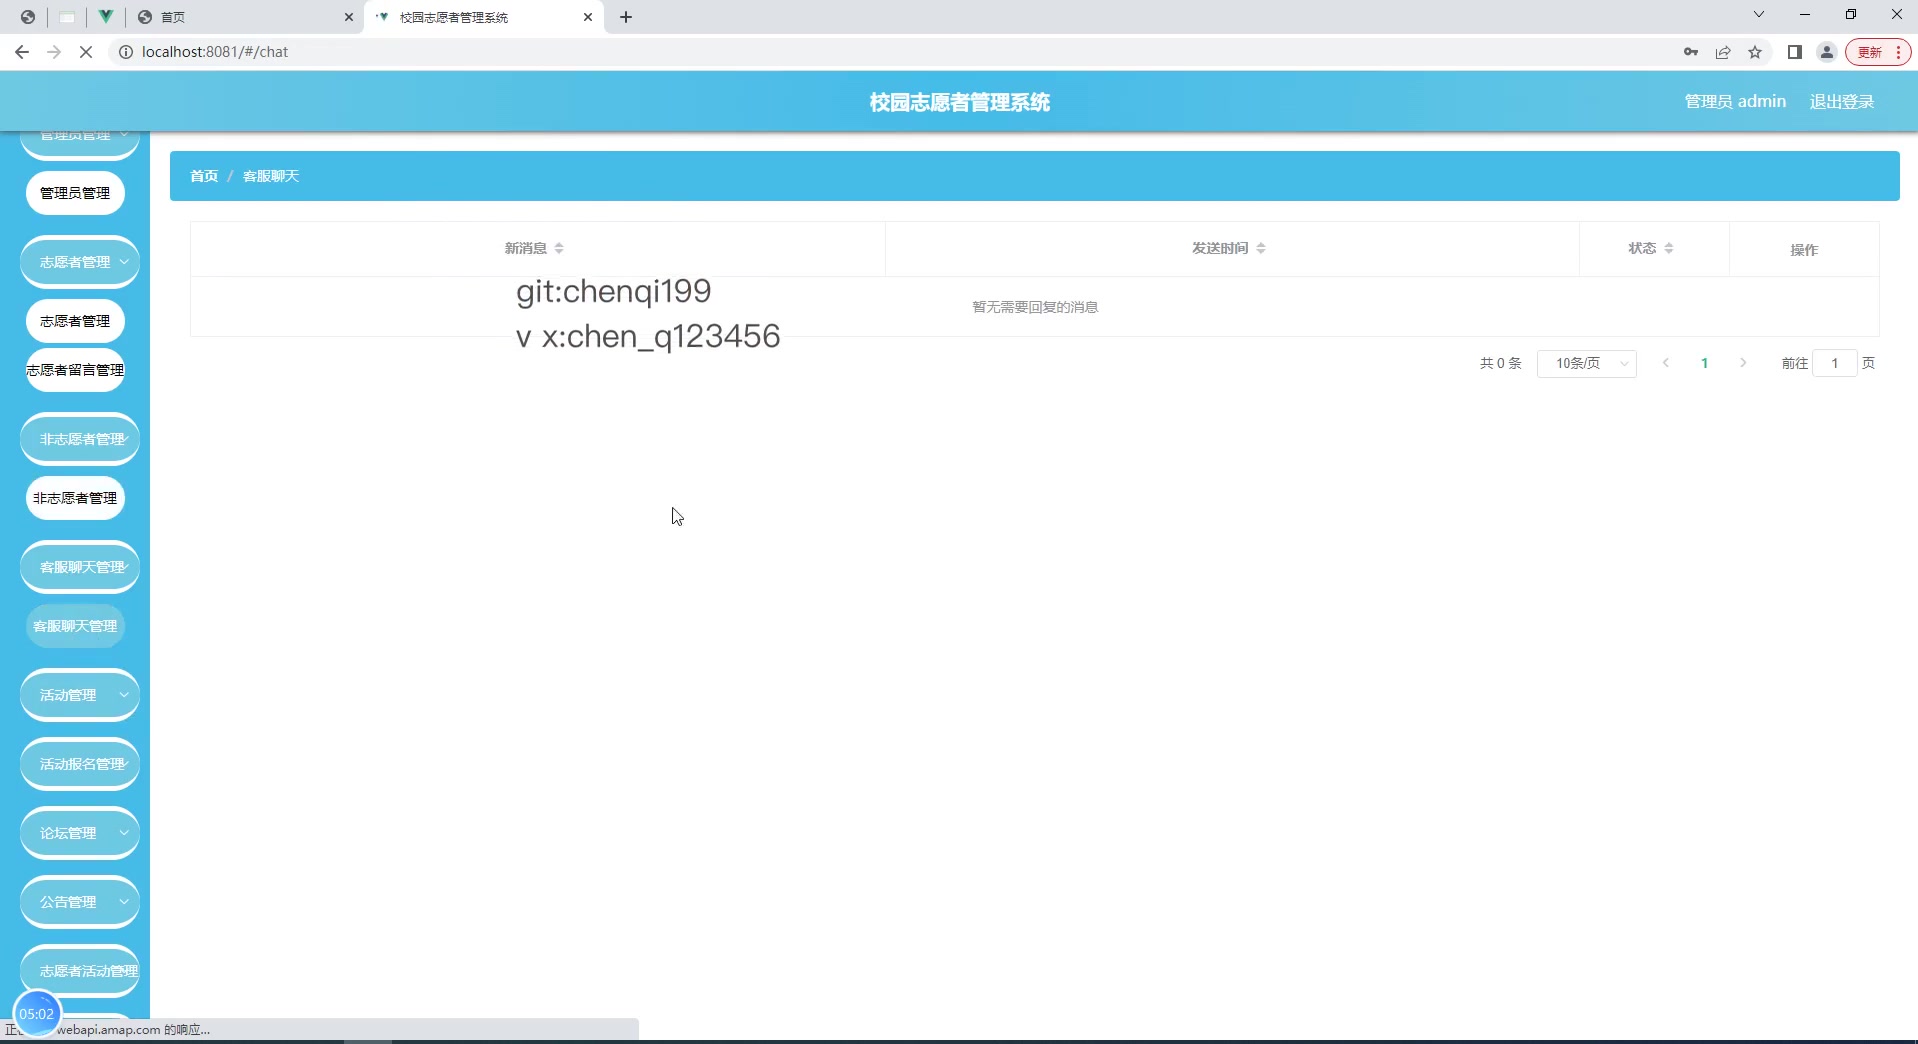 首页
校园志愿者管理系统
localhost:8081/#/chat
更新
校园志愿者管理系统
管理员 admin
退出登录
管理员管理
管理员管理
志愿者管理
志愿者管理
志愿者留言管理
非志愿者管理
非志愿者管理
客服聊天管理
客服聊天管理
活动管理
活动报名管理
论坛管理
公告管理
志愿者活动管理
首页 / 客服聊天
新消息
发送时间
状态
操作
暂无需要回复的消息
git:chenqi199
v x:chen_q123456
共 0 条
10条/页
1
前往 1 页
05:02
webapi.amap.com 的响应...